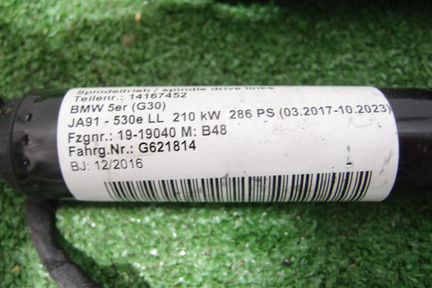 Spindeltrieb / spindle drive links
Teilenr.: 14167452
BMW 5er (G30)
JA91 - 530e LL 210 kW 286 PS (03.2017-10.2023)
Fzgnr.: 19-19040 M: B48
Fahrg.Nr.: G621814
BJ: 12/2016